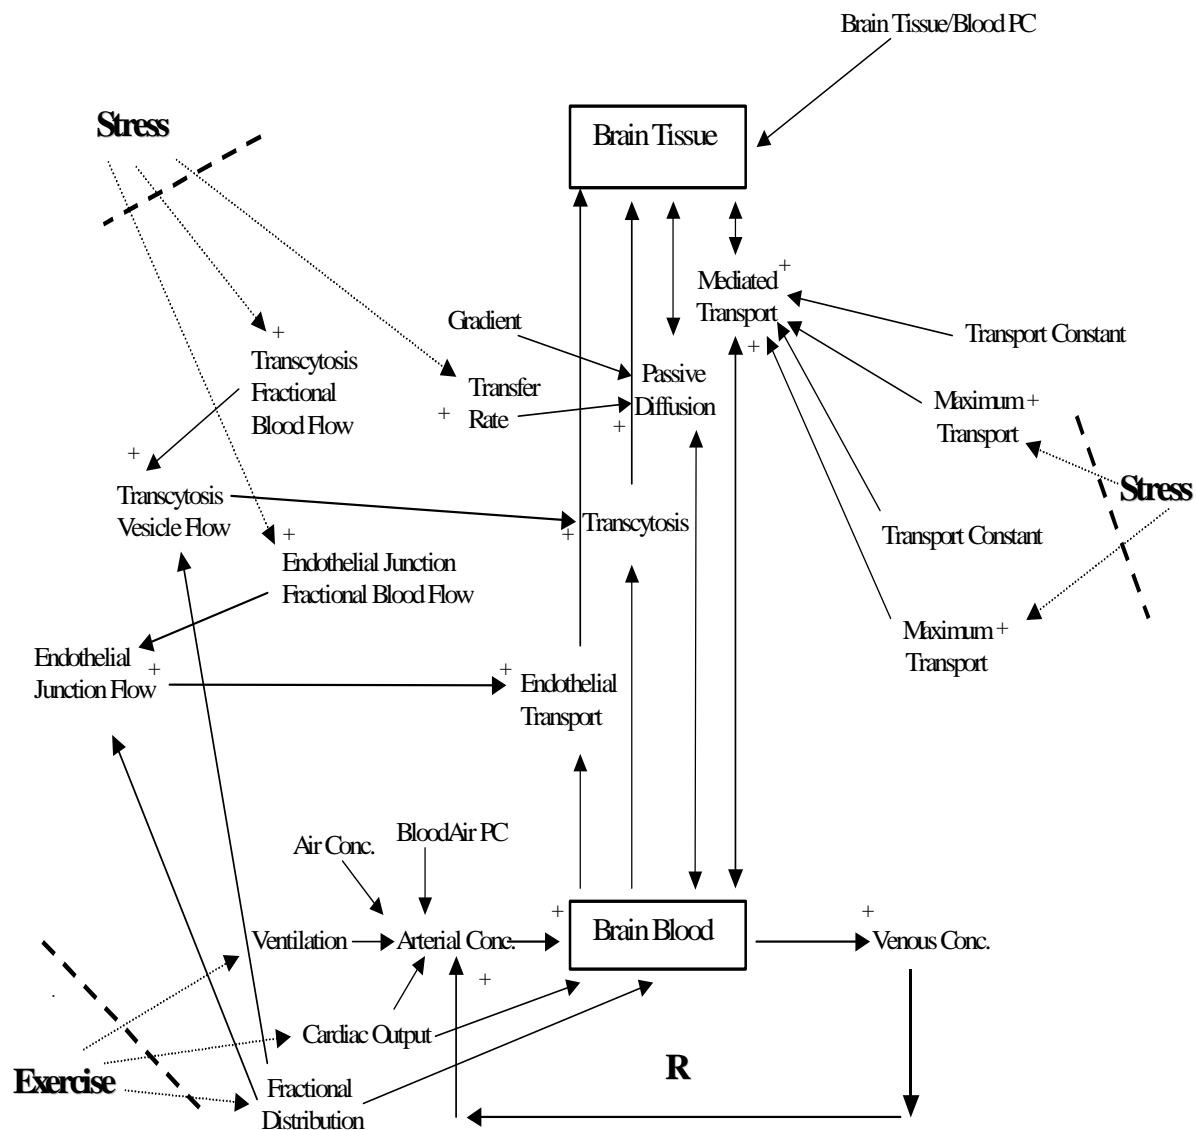 Brain Tissue/Blood PC
Stress
Brain Tissue
+
Mediated
Transport
+
Gradient
Transport Constant
+
Transcytosis
Fractional
Blood Flow
Transfer
Rate
+
Passive
Diffusion
+
Maximum +
Transport
+
Transcytosis
Vesicle Flow
Stress
Transcytosis
+
Transport Constant
+
Endothelial Junction
Fractional Blood Flow
Maximum +
Transport
Endothelial
Junction Flow
+
+
Endothelial
Transport
Air Conc.
Blood Air PC
+
+
Ventilation
Arterial Conc.
Brain Blood
Venous Conc.
+
Cardiac Output
Exercise
R
Fractional
Distribution